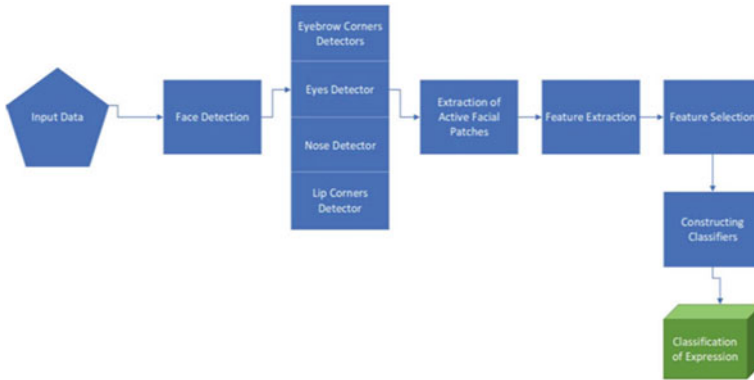 Input Data
Face Detection
Eyebrow Corners
Detectors
Eyes Detector
Nose Detector
Lip Corners
Detector
Extraction of
Active Facial
Patches
Feature Extraction
Feature Selection
Constructing
Classifiers
Classification
of Expression